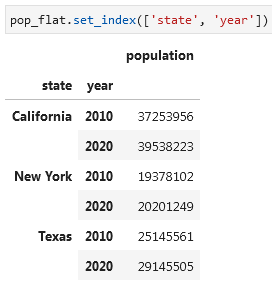 pop_flat.set_index(['state', 'year'])
population
state year
California 2010 37253956
2020 39538223
New York 2010 19378102
2020 20201249
Texas 2010 25145561
2020 29145505